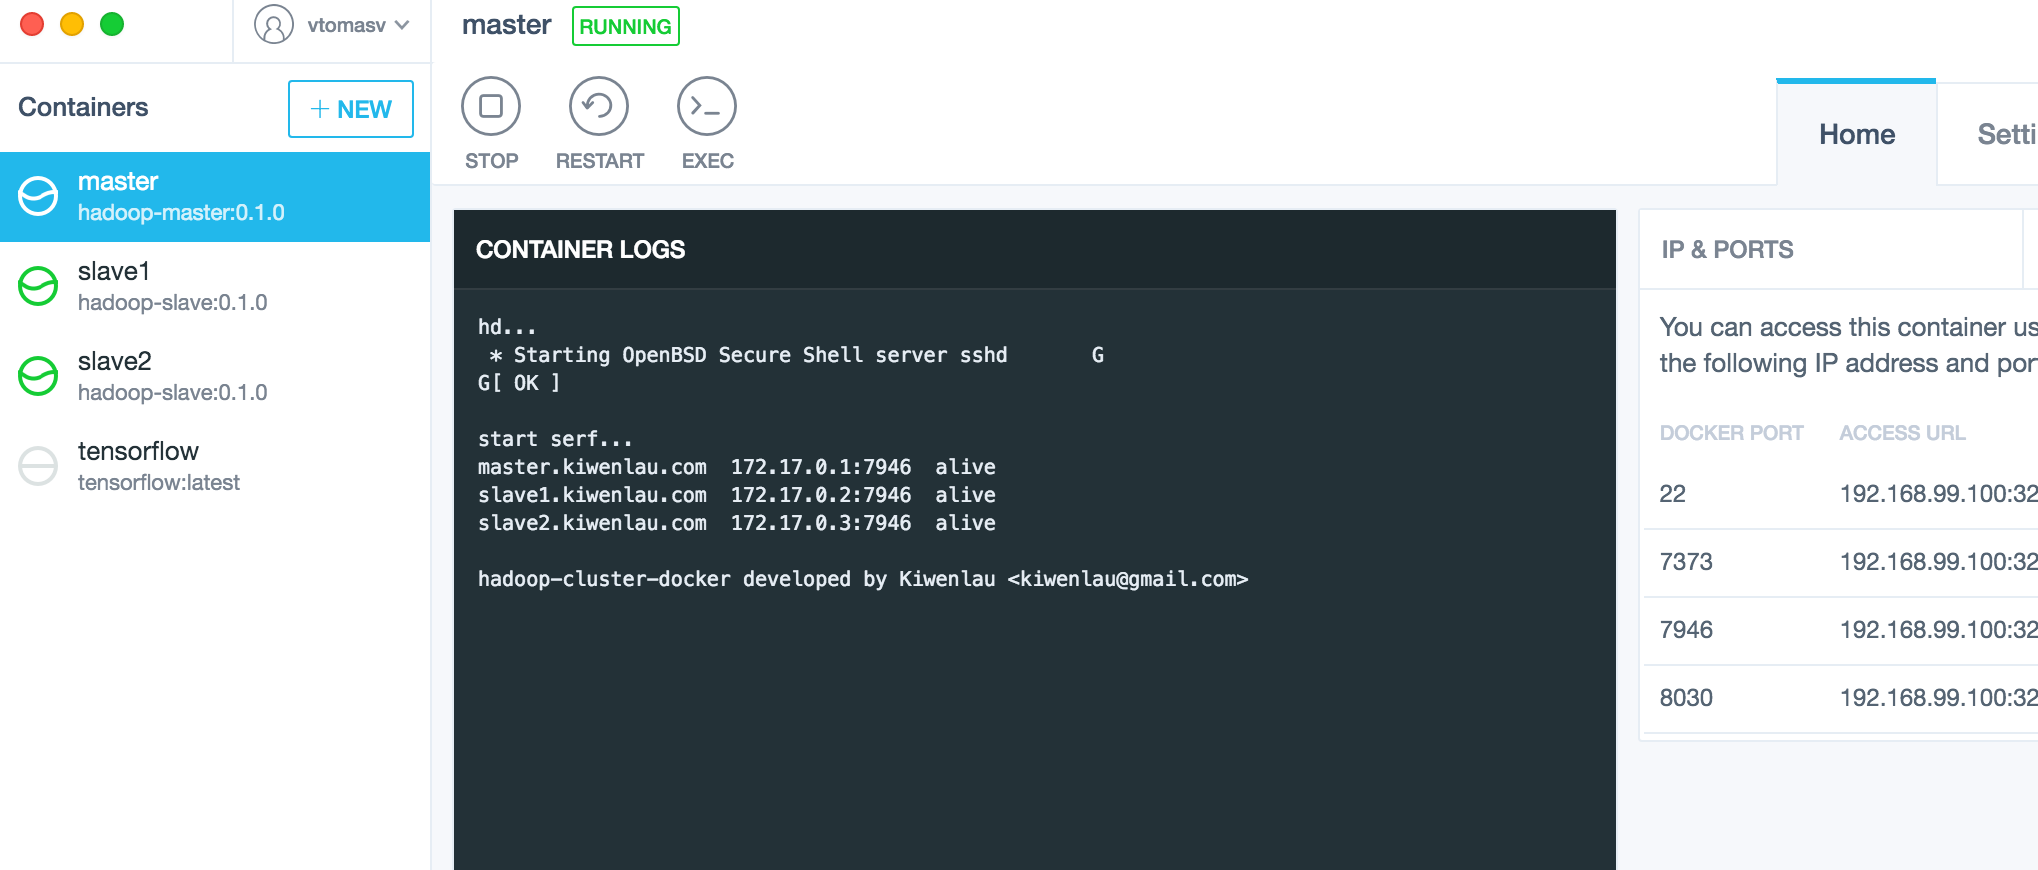 vtomasv
Containers
+ NEW
master
hadoop-master:0.1.0
slave1
hadoop-slave:0.1.0
slave2
hadoop-slave:0.1.0
tensorflow
tensorflow:latest
master RUNNING
STOP RESTART EXEC
Home Setti
CONTAINER LOGS
hd...
* Starting OpenBSD Secure Shell server sshd G
G[ OK ]
start serf...
master.kiwenlau.com 172.17.0.1:7946 alive
slave1.kiwenlau.com 172.17.0.2:7946 alive
slave2.kiwenlau.com 172.17.0.3:7946 alive
hadoop-cluster-docker developed by Kiwenlau <kiwenlau@gmail.com>
IP & PORTS
You can access this container us
the following IP address and por
DOCKER PORT ACCESS URL
22 192.168.99.100:32
7373 192.168.99.100:32
7946 192.168.99.100:32
8030 192.168.99.100:32